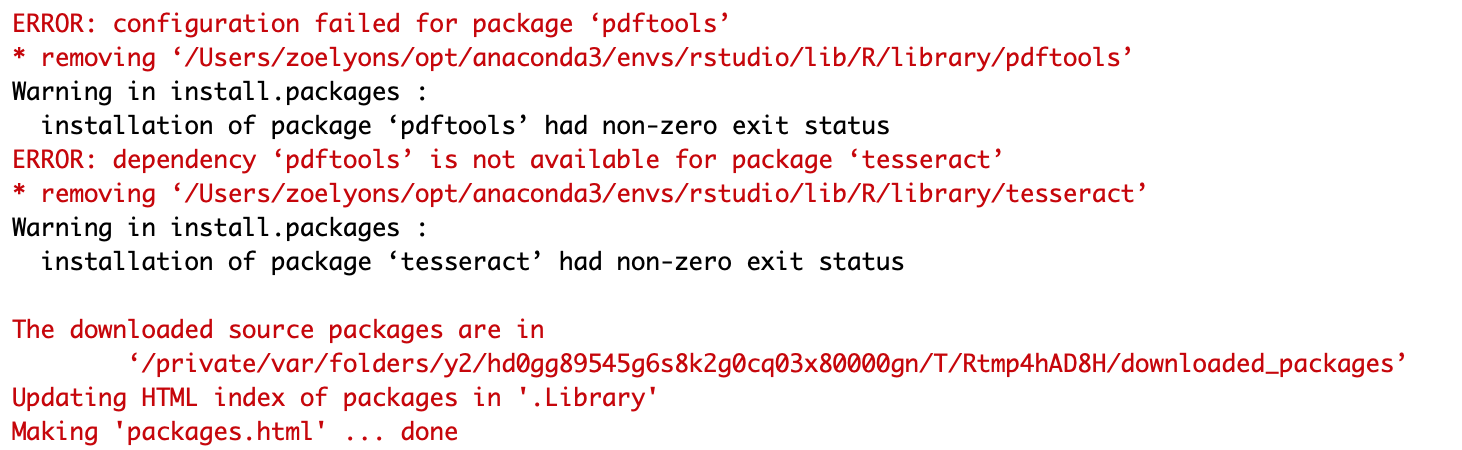 ERROR: configuration failed for package ‘pdftools’
* removing ‘/Users/zoelyons/opt/anaconda3/envs/rstudio/lib/R/library/pdftools’
Warning in install.packages :
  installation of package ‘pdftools’ had non-zero exit status
ERROR: dependency ‘pdftools’ is not available for package ‘tesseract’
* removing ‘/Users/zoelyons/opt/anaconda3/envs/rstudio/lib/R/library/tesseract’
Warning in install.packages :
  installation of package ‘tesseract’ had non-zero exit status

The downloaded source packages are in
        ‘/private/var/folders/y2/hd0gg89545g6s8k2g0cq03x80000gn/T/Rtmp4hAD8H/downloaded_packages’
Updating HTML index of packages in '.Library'
Making 'packages.html' ... done